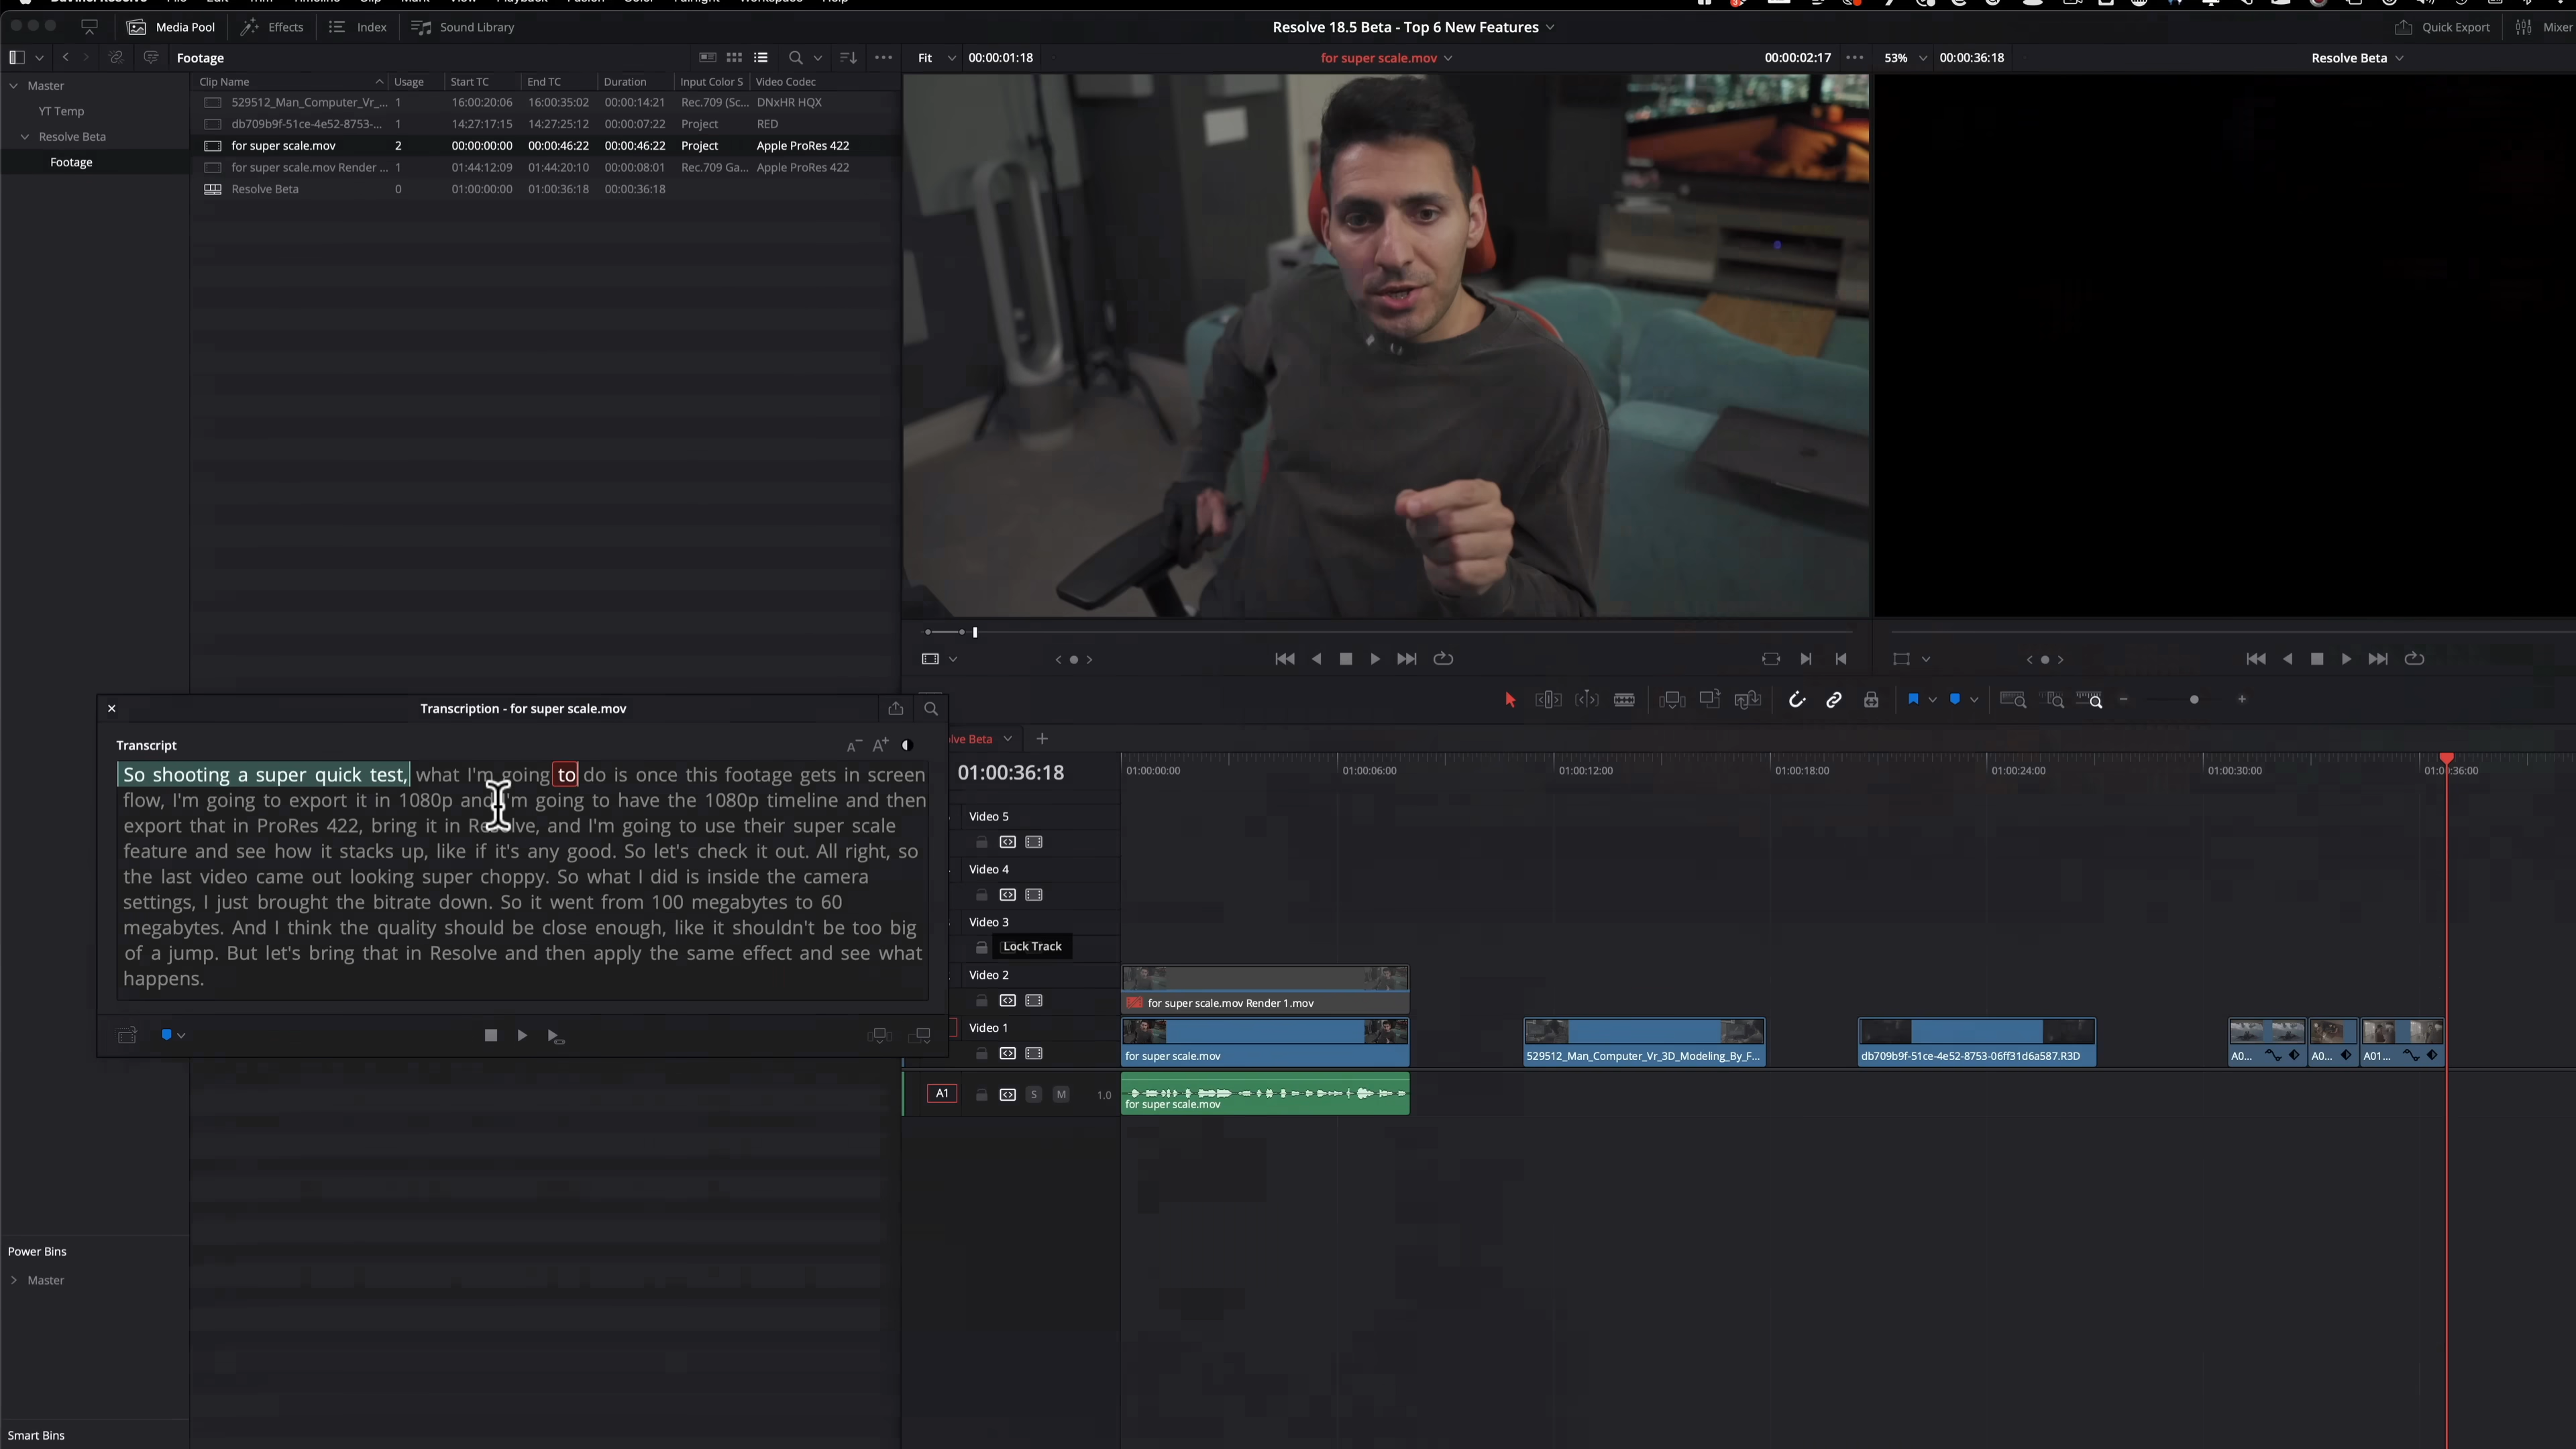 Media Pool
Effects
Index
Sound Library
Resolve 18.5 Beta - Top 6 New Features
Quick Export
Mixer
Footage
Fit
00:00:01:18
for super scale.mov
00:00:02:17
53%
00:00:36:18
Resolve Beta
Master
YT Temp
Resolve Beta
Footage
Clip Name Usage Start TC End TC Duration Input Color S Video Codec
529512_Man_Computer_Vr_... 1 16:00:20:06 16:00:35:02 00:00:14:21 Rec.709 (Sc... DNxHR HQX
db709b9f-51ce-4e52-8753-... 1 14:27:17:15 14:27:25:12 00:00:07:22 Project RED
for super scale.mov 2 00:00:00:00 00:00:46:22 00:00:46:22 Project Apple ProRes 422
for super scale.mov Render ... 1 01:44:12:09 01:44:20:10 00:00:08:01 Rec.709 Ga... Apple ProRes 422
Resolve Beta 0 01:00:00:00 01:00:36:18 00:00:36:18
Transcription - for super scale.mov
Transcript
A- A+
So shooting a super quick test, what I'm going to do is once this footage gets in screen
flow, I'm going to export it in 1080p and I'm going to have the 1080p timeline and then
export that in ProRes 422, bring it in Resolve, and I'm going to use their super scale
feature and see how it stacks up, like if it's any good. So let's check it out. All right, so
the last video came out looking super choppy. So what I did is inside the camera
settings, I just brought the bitrate down. So it went from 100 megabytes to 60
megabytes. And I think the quality should be close enough, like it shouldn't be too big
of a jump. But let's bring that in Resolve and then apply the same effect and see what
happens.
lve Beta
01:00:36:18
01:00:00:00
01:00:06:00
01:00:12:00
01:00:18:00
01:00:24:00
01:00:30:00
01:00:36:00
Video 5
Video 4
Video 3
Lock Track
Video 2
for super scale.mov Render 1.mov
Video 1
for super scale.mov
529512_Man_Computer_Vr_3D_Modeling_By_F...
db709b9f-51ce-4e52-8753-06ff31d6a587.R3D
A0...
A0...
A01...
A1
S
M
1.0
for super scale.mov
Power Bins
Master
Smart Bins